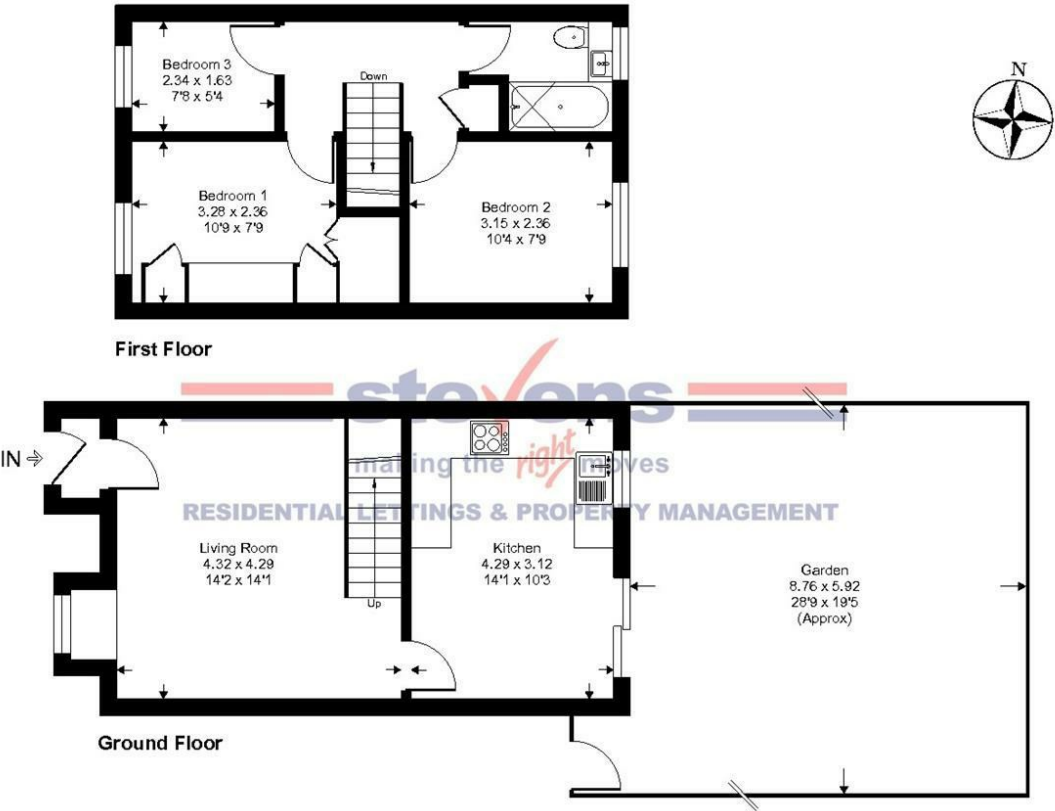 Bedroom 3
2.34 x 1.63
7'8 x 5'4
Down
N
Bedroom 1
3.28 x 2.36
10'9 x 7'9
Bedroom 2
3.15 x 2.36
10'4 x 7'9
First Floor
stevens
making the right moves
RESIDENTIAL LETTINGS & PROPERTY MANAGEMENT
IN
Living Room
4.32 x 4.29
14'2 x 14'1
Up
Kitchen
4.29 x 3.12
14'1 x 10'3
Garden
8.76 x 5.92
28'9 x 19'5
(Approx)
Ground Floor